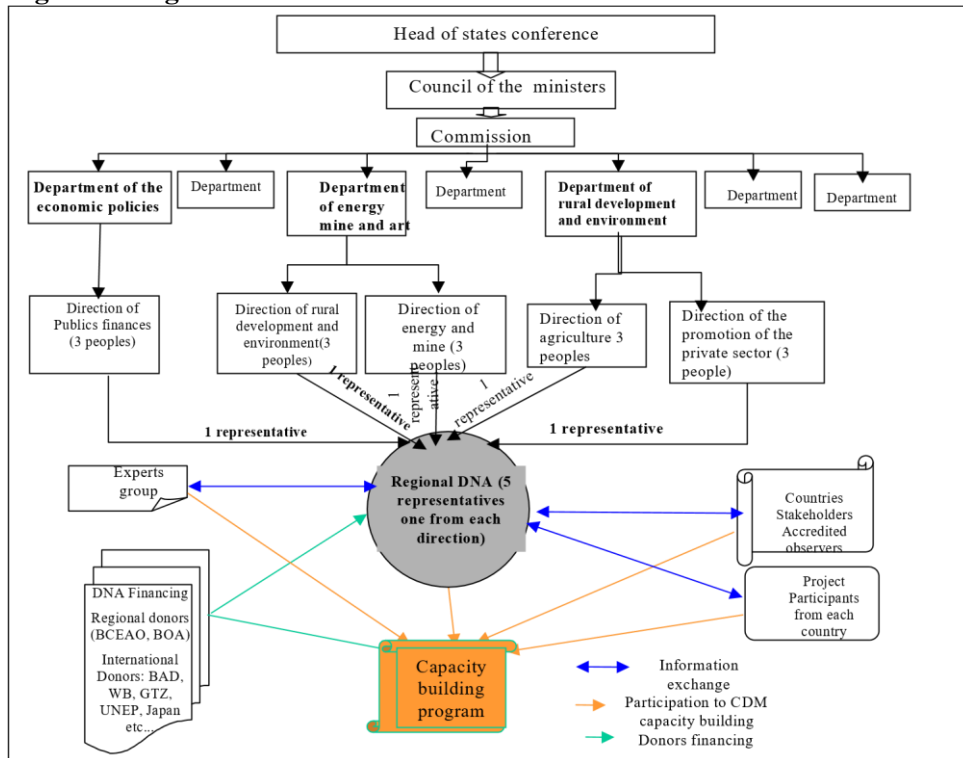 Head of states conference
Council of the ministers
Commission
Department of the
economic policies
Department
Department
of energy
mine and art
Department
Department of
rural development
and environment
Department
Department
Direction of
Publics finances
(3 peoples)
Direction of rural
development and
environment(3
peoples)
Direction of
energy and
mine (3
peoples)
Direction of
agriculture 3
peoples
Direction of the
promotion of the
private sector (3
people)
1 representative
1 representative
1
represent
ative
1
representative
1 representative
Experts
group
Regional DNA (5
representatives
one from each
direction)
Countries
Stakeholders
Accredited
observers
Project
Participants
from each
country
DNA Financing
Regional donors
(BCEAO, BOA)
International
Donors: BAD,
WB, GTZ,
UNEP, Japan
etc...
Capacity
building
program
Information
exchange
Participation to CDM
capacity building
Donors financing